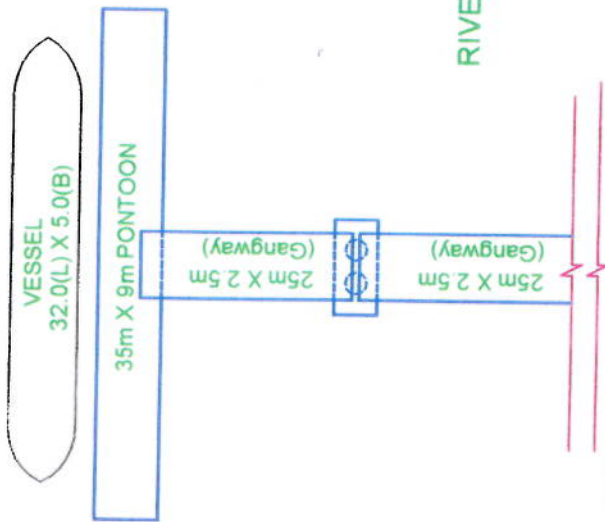 VESSEL
32.0(L) X 5.0(B)
35m X 9m PONTOON
25m X 2.5m
(Gangway)
25m X 2.5m
(Gangway)
RIVE